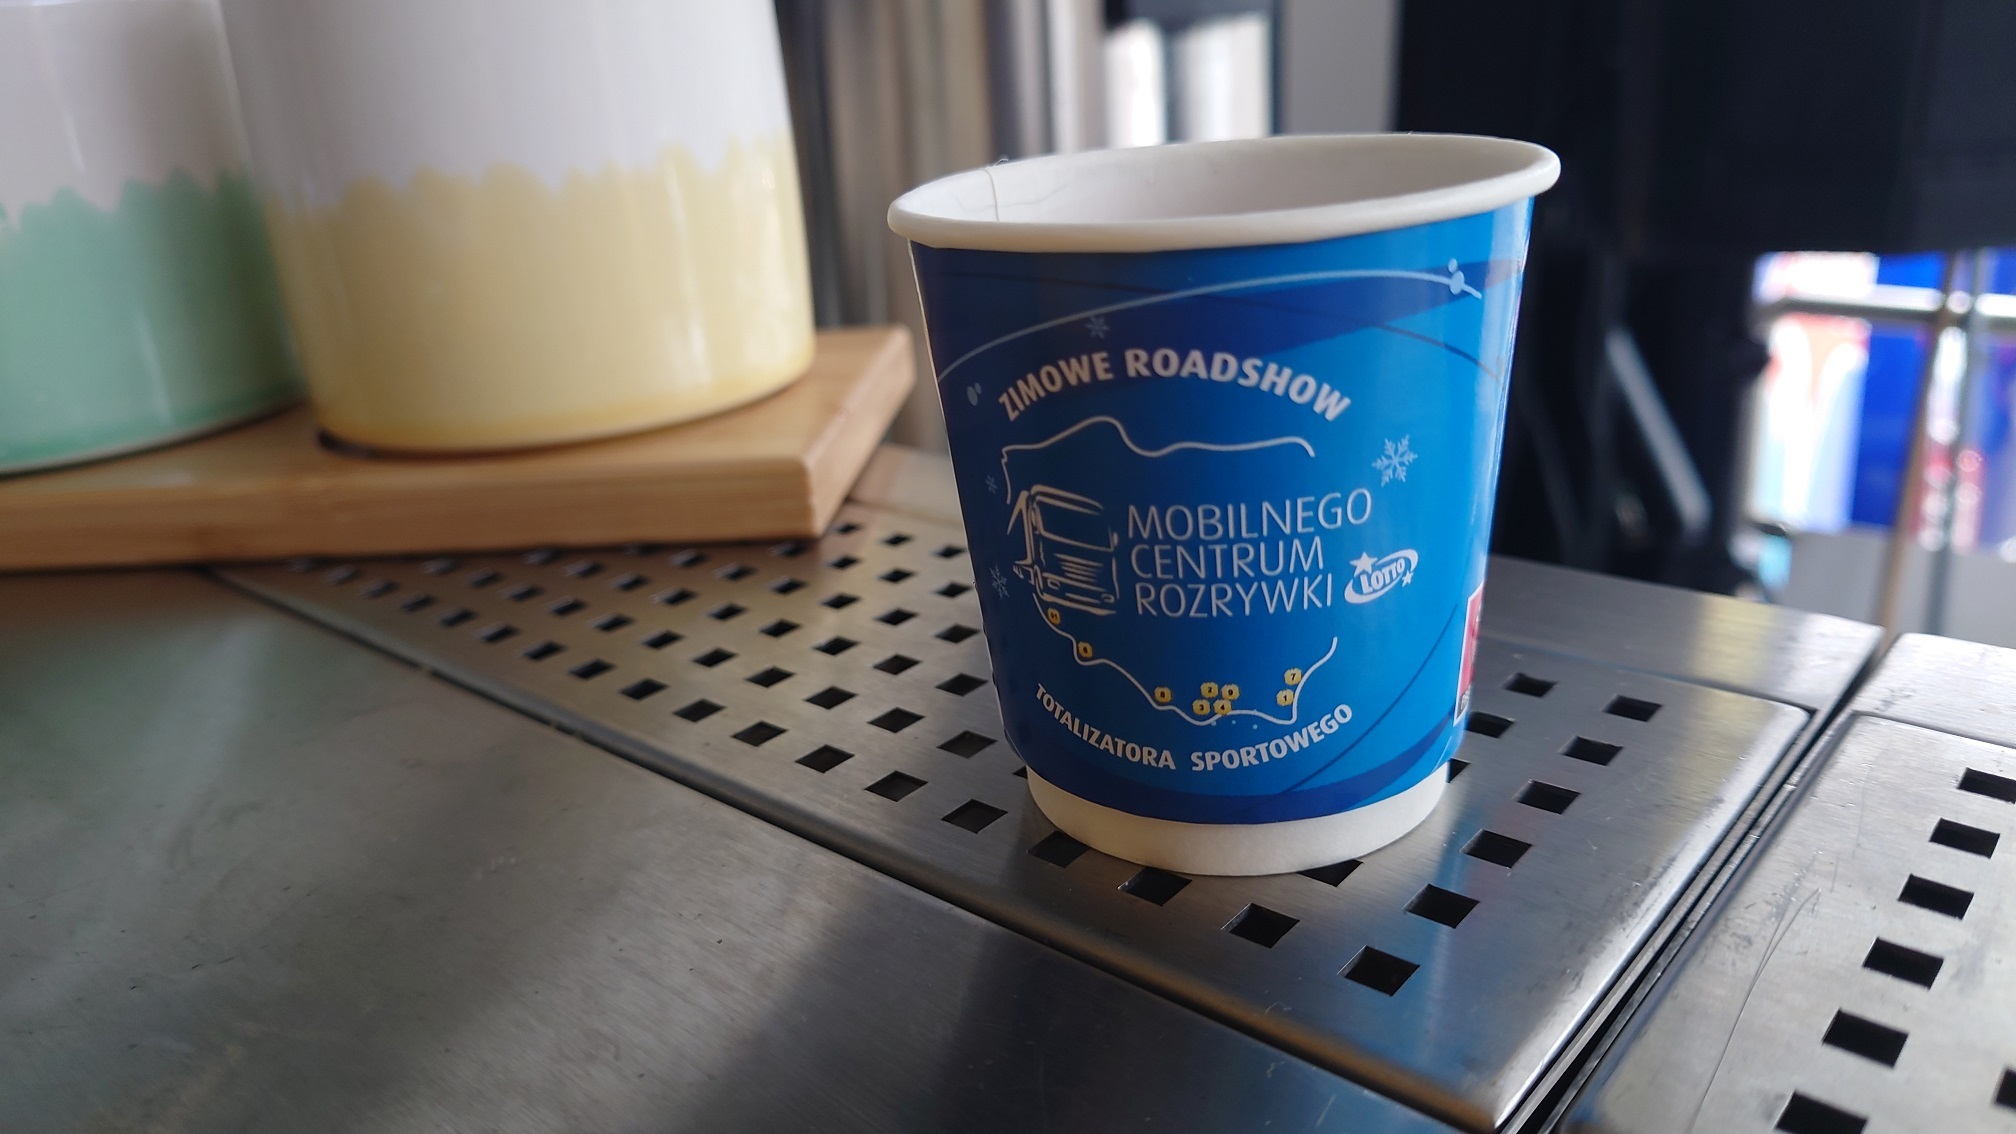 ZIMOWE ROADSHOW
MOBILNEGO
CENTRUM
ROZRYWKI
LOTTO
TOTALIZATORA SPORTOWEGO